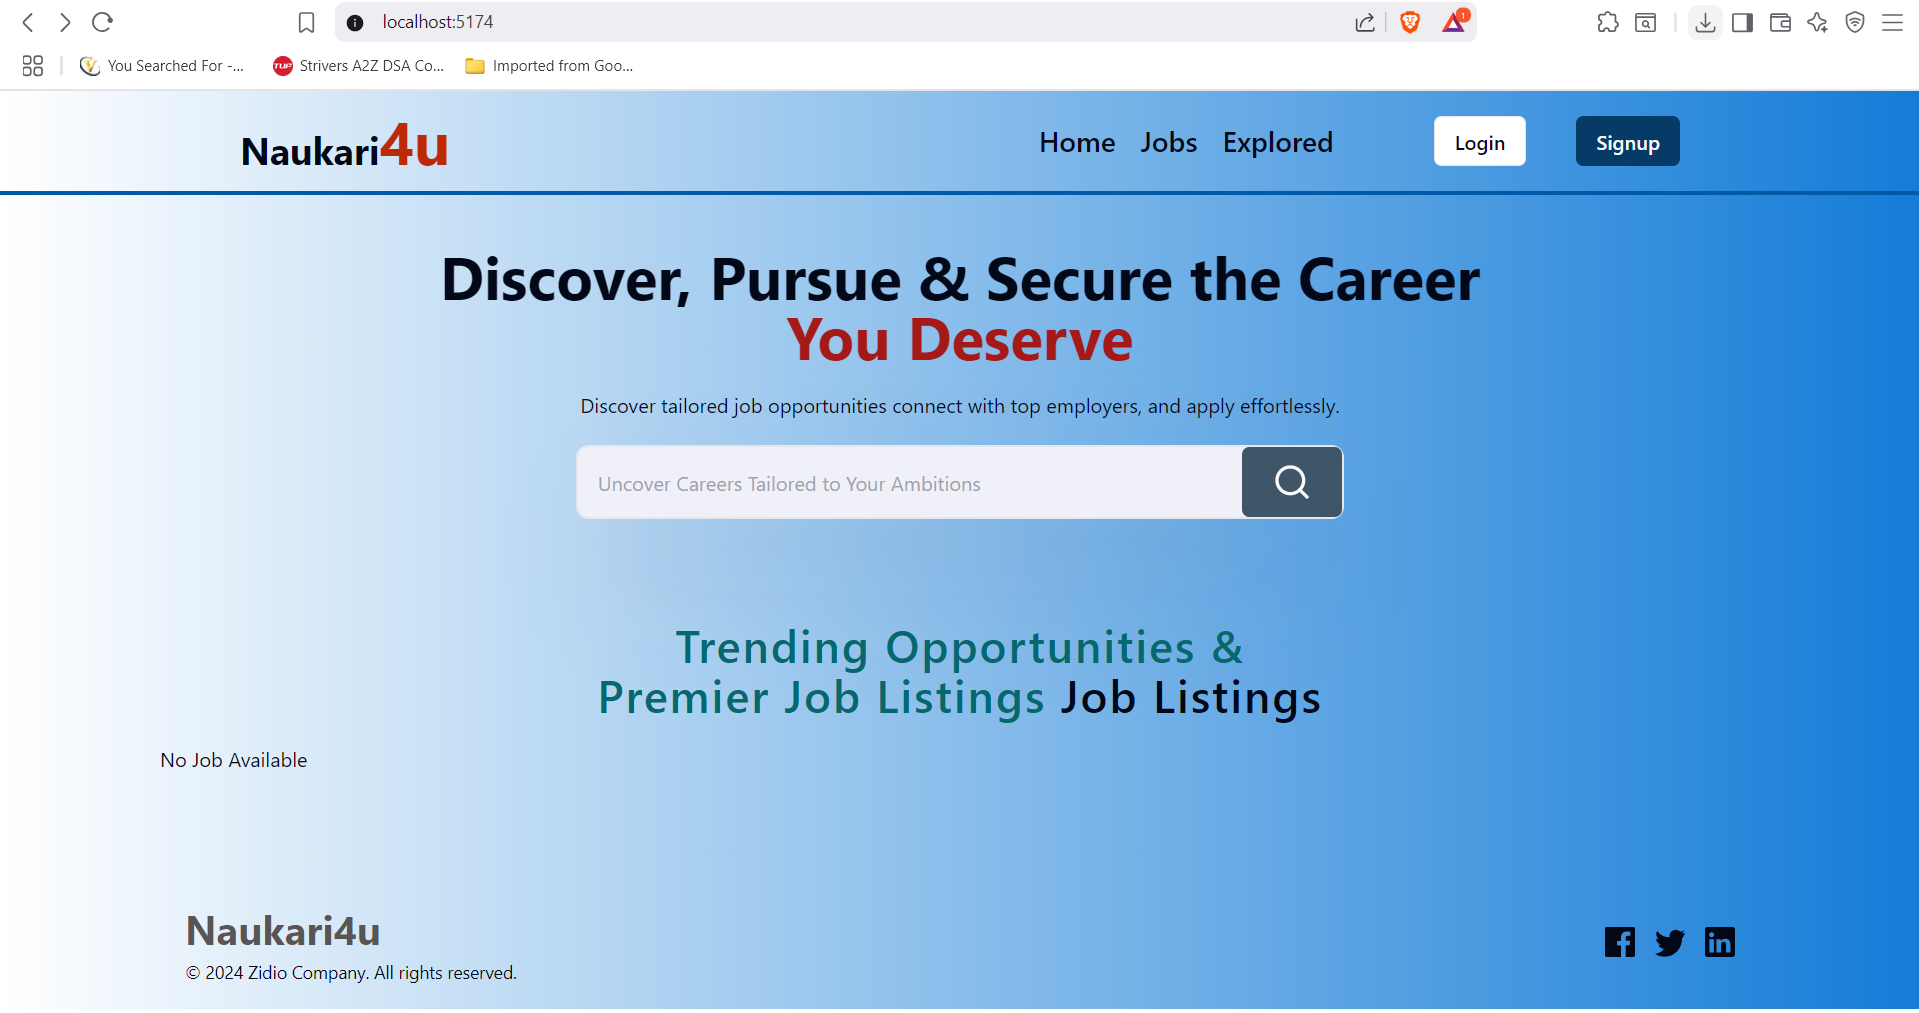 localhost:5174
1
You Searched For -...
TUF Strivers A2Z DSA Co...
Imported from Goo...
Naukari4u
Home Jobs Explored Login Signup
Discover, Pursue & Secure the Career
You Deserve
Discover tailored job opportunities connect with top employers, and apply effortlessly.
Uncover Careers Tailored to Your Ambitions
Trending Opportunities &
Premier Job Listings Job Listings
No Job Available
Naukari4u
© 2024 Zidio Company. All rights reserved.